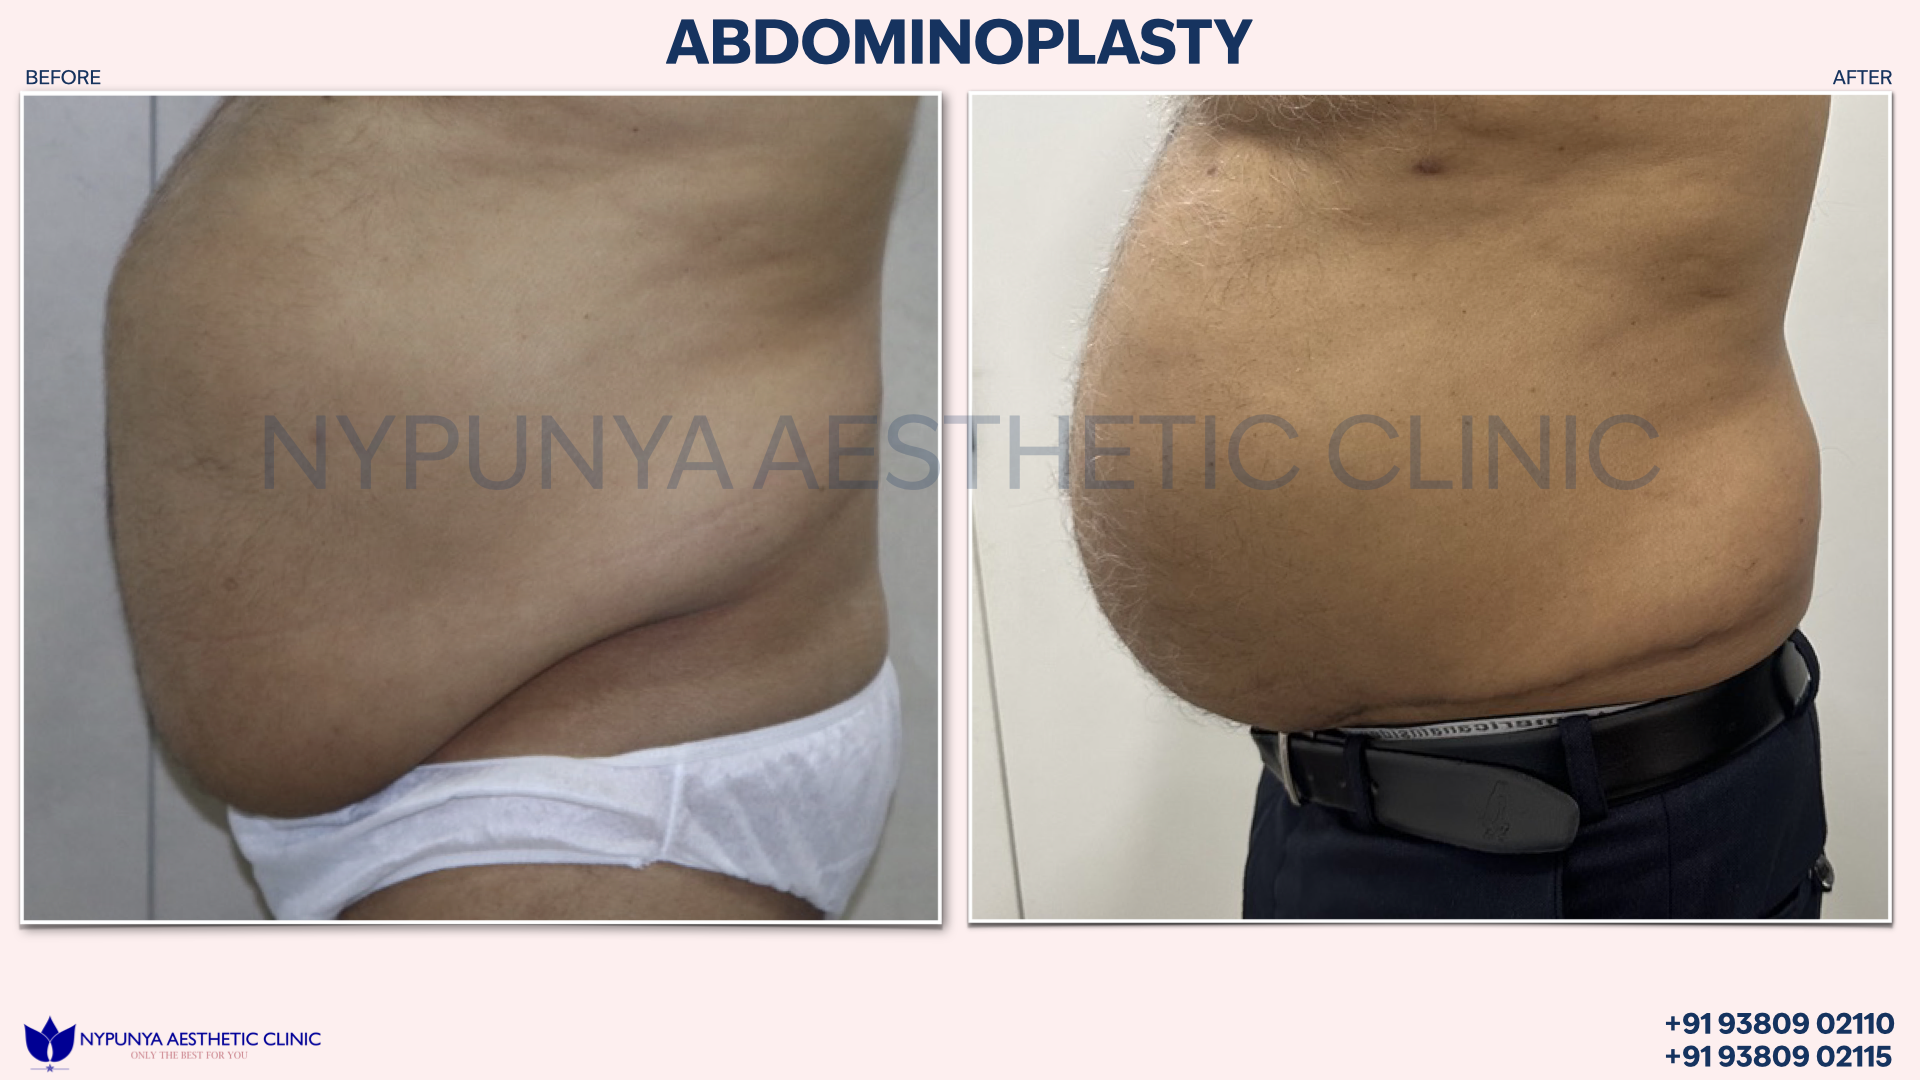 ABDOMINOPLASTY
BEFORE
AFTER
NYPUNYA AESTHETIC CLINIC
NYPUNYA AESTHETIC CLINIC
ONLY THE BEST FOR YOU
+91 93809 02110
+91 93809 02115